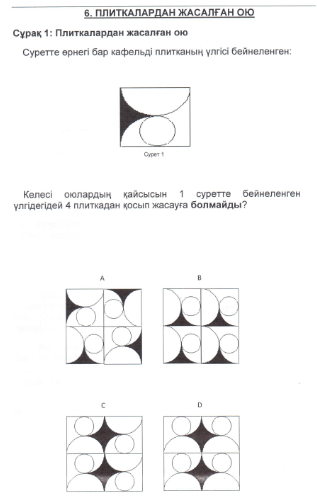 6. ПЛИТКАЛАРДАН ЖАСАЛҒАН ОЮ
Сұрақ 1: Плиткалардан жасалған ою
Суретте өрнегі бар кафельді плитканың үлгісі бейнеленген:
Сурет 1
Келесі оюлардың қайсысын 1 суретте бейнеленген
үлгідегідей 4 плиткадан қосып жасауға болмайды?
A
B
C
D